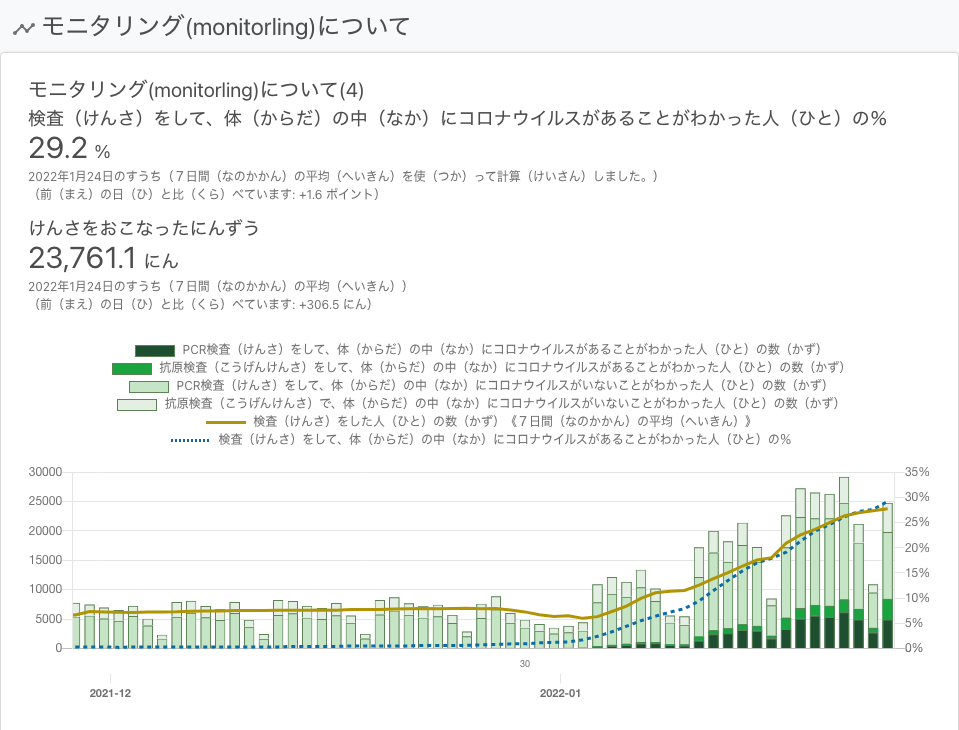 モニタリング(monitorling)について
モニタリング(monitorling)について(4)
検査（けんさ）をして、体（からだ）の中（なか）にコロナウイルスがあることがわかった人（ひと）の%
29.2 %
2022年1月24日のすうち（７日間（なのかかん）の平均（へいきん）を使（つか）って計算（けいさん）しました。）
（前（まえ）の日（ひ）と比（くら）べています: +1.6 ポイント）
けんさをおこなったにんずう
23,761.1 にん
2022年1月24日のすうち（７日間（なのかかん）の平均（へいきん））
（前（まえ）の日（ひ）と比（くら）べています: +306.5 にん）
PCR検査（けんさ）をして、体（からだ）の中（なか）にコロナウイルスがあることがわかった人（ひと）の数（かず）
抗原検査（こうげんけんさ）をして、体（からだ）の中（なか）にコロナウイルスがあることがわかった人（ひと）の数（かず）
PCR検査（けんさ）をして、体（からだ）の中（なか）にコロナウイルスがいないことがわかった人（ひと）の数（かず）
抗原検査（こうげんけんさ）で、体（からだ）の中（なか）にコロナウイルスがいないことがわかった人（ひと）の数（かず）
検査（けんさ）をした人（ひと）の数（かず）《７日間（なのかかん）の平均（へいきん）》
検査（けんさ）をして、体（からだ）の中（なか）にコロナウイルスがあることがわかった人（ひと）の%
30000 35%
30%
25000
25%
20000 20%
15000 15%
10000 10%
5000 5%
0 0%
30
2021-12 2022-01